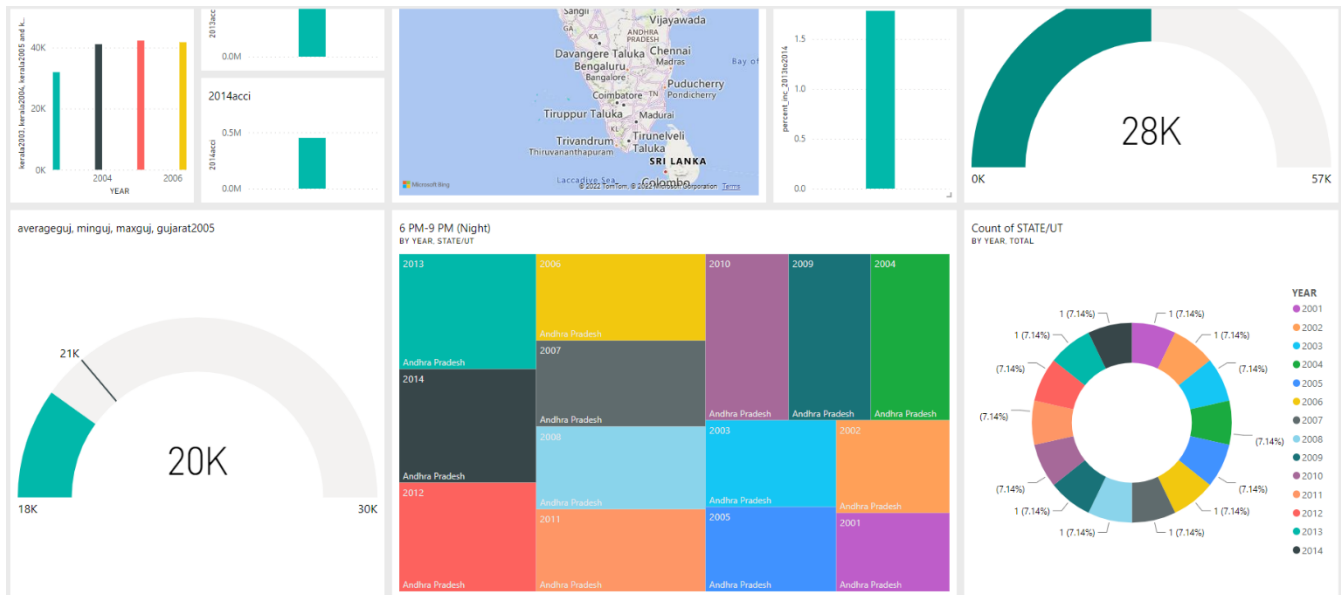 kerala2003, kerala2004, kerala2005 and k...
40K
20K
0K
2004
2006
YEAR
2013acc
0.0M
2014acci
2014acci
0.5M
0.0M
Sangli
Vijayawada
GA
KA
ANDHRA
PRADESH
Davangere Taluka
Chennai
Madras
Bengaluru
Bangalore
Bay of
Puducherry
Pondicherry
Coimbatore
TN
Tiruppur Taluka
Madurai
KL
Trivandrum
Thiruvananthapuram
Tirunelveli
Taluka
SRI LANKA
Colombo
Laccadive Sea
Microsoft Bing
© 2022 TomTom, © 2022 Microsoft Corporation Terms
percent_inc_2013to2014
1.5
1.0
0.5
0.0
28K
0K
57K
averageguj, minguj, maxguj, gujarat2005
21K
20K
18K
30K
6 PM-9 PM (Night)
BY YEAR, STATE/UT
2013
Andhra Pradesh
2014
Andhra Pradesh
2012
Andhra Pradesh
2006
Andhra Pradesh
2007
Andhra Pradesh
2008
Andhra Pradesh
2011
Andhra Pradesh
2010
Andhra Pradesh
2009
Andhra Pradesh
2004
Andhra Pradesh
2003
Andhra Pradesh
2002
Andhra Pradesh
2005
Andhra Pradesh
2001
Andhra Pradesh
Count of STATE/UT
BY YEAR, TOTAL
1 (7.14%)
1 (7.14%)
1 (7.14%)
1 (7.14%)
(7.14%)
(7.14%)
(7.14%)
(7.14%)
(7.14%)
(7.14%)
1 (7.14%)
1 (7.14%)
1 (7.14%)
1 (7.14%)
YEAR
2001
2002
2003
2004
2005
2006
2007
2008
2009
2010
2011
2012
2013
2014